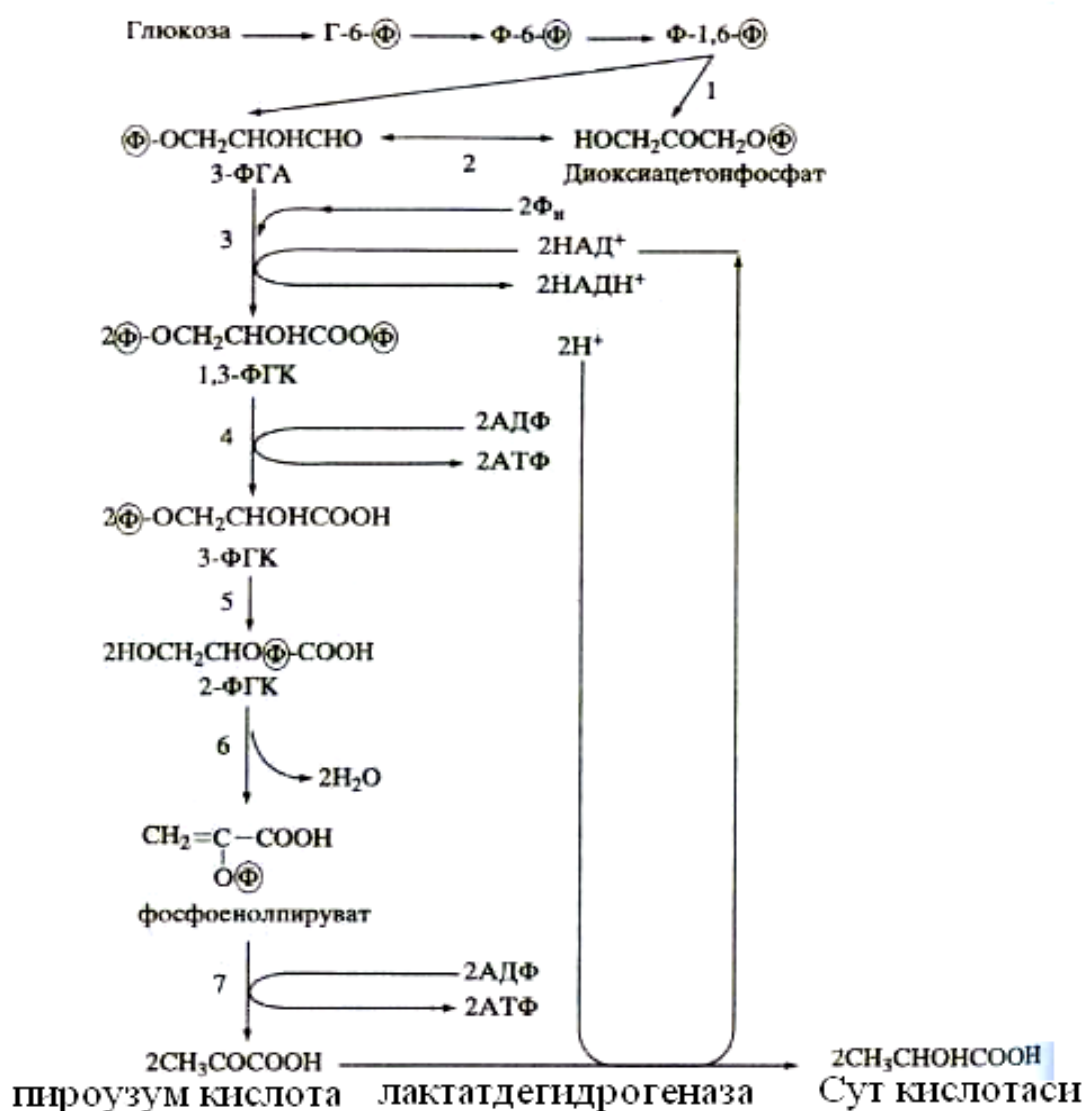 Глюкоза Г-6-Ф Ф-6-Ф Ф-1,6-Ф
1
Ф-OCH₂CHOHCHO HOCH₂COCH₂OФ
2
3-ФГА Диоксиацетонфосфат
2Фн
3
2НАД⁺
2НАДН⁺
2Ф-OCH₂CHOHCOOФ
2H⁺
1,3-ФГК
2АДФ
4
2АТФ
2Ф-OCH₂CHOHCOOH
3-ФГК
5
2HOCH₂CHOФ-COOH
2-ФГК
6
2H₂O
CH₂=C–COOH
OФ
фосфоенолпируват
2АДФ
7
2АТФ
2CH₃COCOOH 2CH₃CHOHCOOH
пироузум кислота лактатдегидрогеназа Сут кислотаси